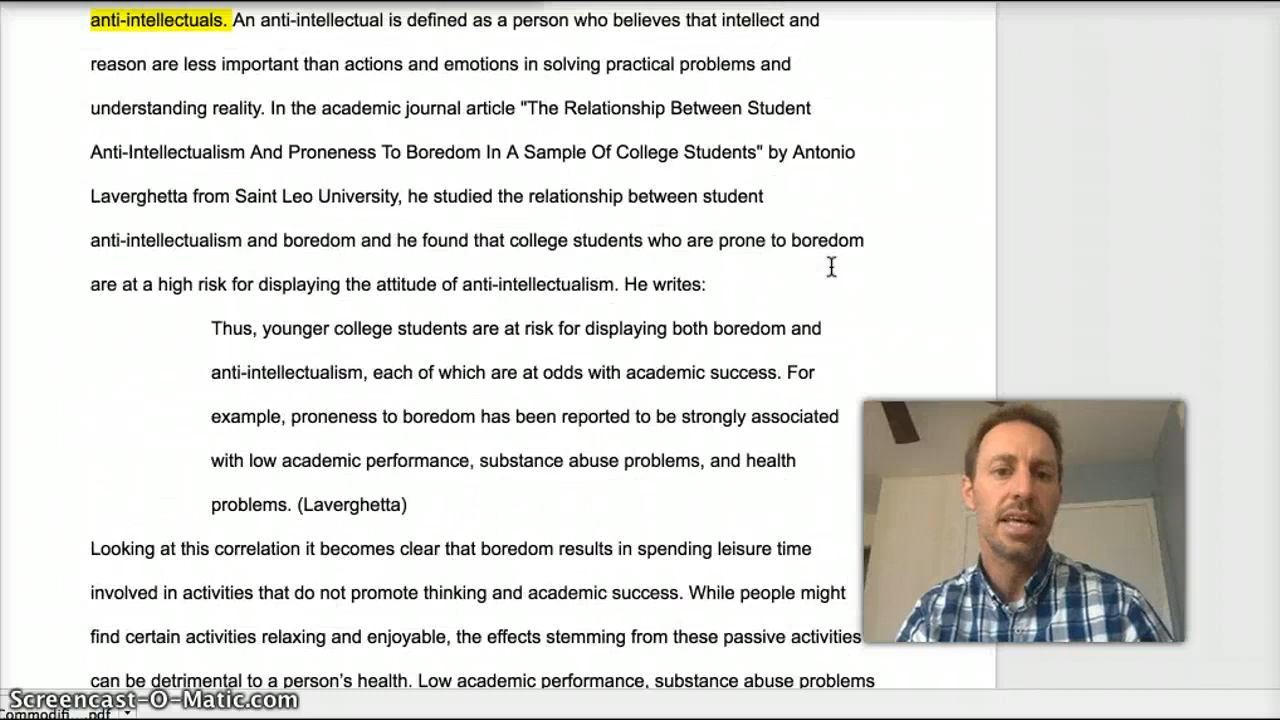 anti-intellectuals. An anti-intellectual is defined as a person who believes that intellect and
reason are less important than actions and emotions in solving practical problems and
understanding reality. In the academic journal article "The Relationship Between Student
Anti-Intellectualism And Proneness To Boredom In A Sample Of College Students" by Antonio
Laverghetta from Saint Leo University, he studied the relationship between student
anti-intellectualism and boredom and he found that college students who are prone to boredom
are at a high risk for displaying the attitude of anti-intellectualism. He writes:
Thus, younger college students are at risk for displaying both boredom and
anti-intellectualism, each of which are at odds with academic success. For
example, proneness to boredom has been reported to be strongly associated
with low academic performance, substance abuse problems, and health
problems. (Laverghetta)
Looking at this correlation it becomes clear that boredom results in spending leisure time
involved in activities that do not promote thinking and academic success. While people might
find certain activities relaxing and enjoyable, the effects stemming from these passive activities
can be detrimental to a person's health. Low academic performance, substance abuse problems
Screencast-O-Matic.com
ommodifi....pdf